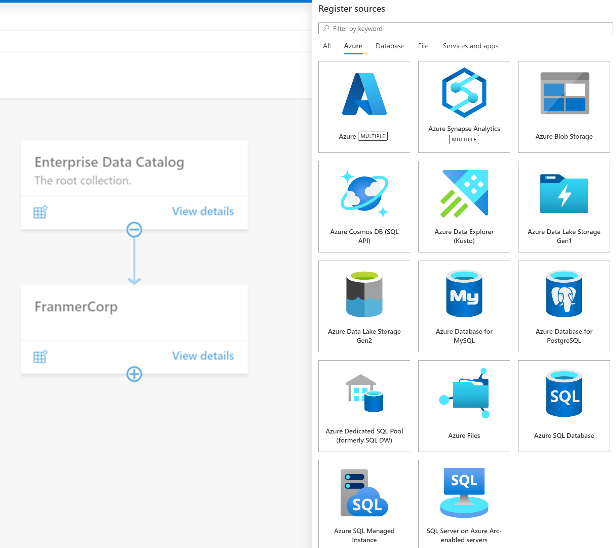 Register sources
Filter by keyword
All Azure Database File Services and apps
Enterprise Data Catalog
The root collection.
View details
FranmerCorp
View details
Azure MULTIPLE
Azure Synapse Analytics
MULTIPLE
Azure Blob Storage
Azure Cosmos DB (SQL
API)
Azure Data Explorer
(Kusto)
Azure Data Lake Storage
Gen1
Azure Data Lake Storage
Gen2
My
Azure Database for
MySQL
Azure Database for
PostgreSQL
Azure Dedicated SQL Pool
(formerly SQL DW)
Azure Files
SQL
Azure SQL Database
SQL
Azure SQL Managed
Instance
SQL
SQL Server on Azure Arc-
enabled servers